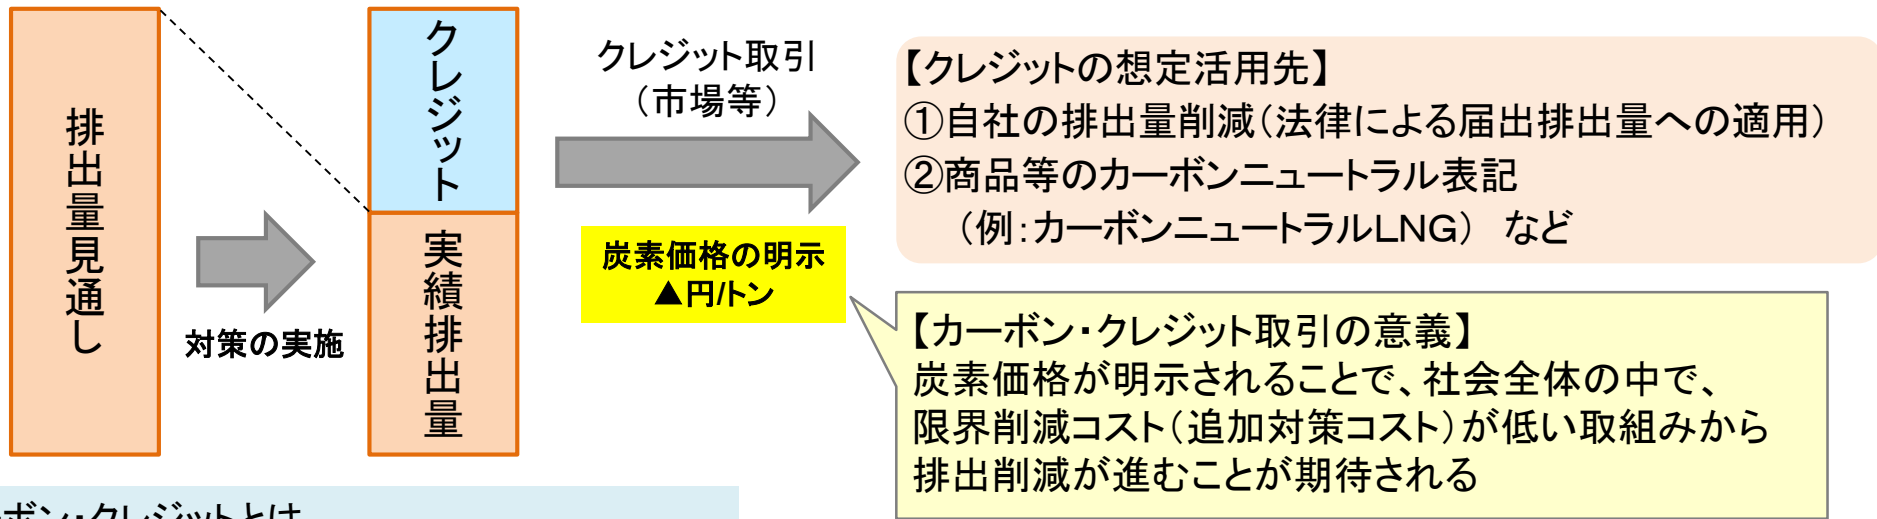 排出量見通し
対策の実施
クレジット
実績排出量
クレジット取引
（市場等）
炭素価格の明示
▲円/トン
【クレジットの想定活用先】
①自社の排出量削減（法律による届出排出量への適用）
②商品等のカーボンニュートラル表記
（例：カーボンニュートラルLNG） など
【カーボン・クレジット取引の意義】
炭素価格が明示されることで、社会全体の中で、
限界削減コスト（追加対策コスト）が低い取組みから
排出削減が進むことが期待される
ボン・クレジットとは